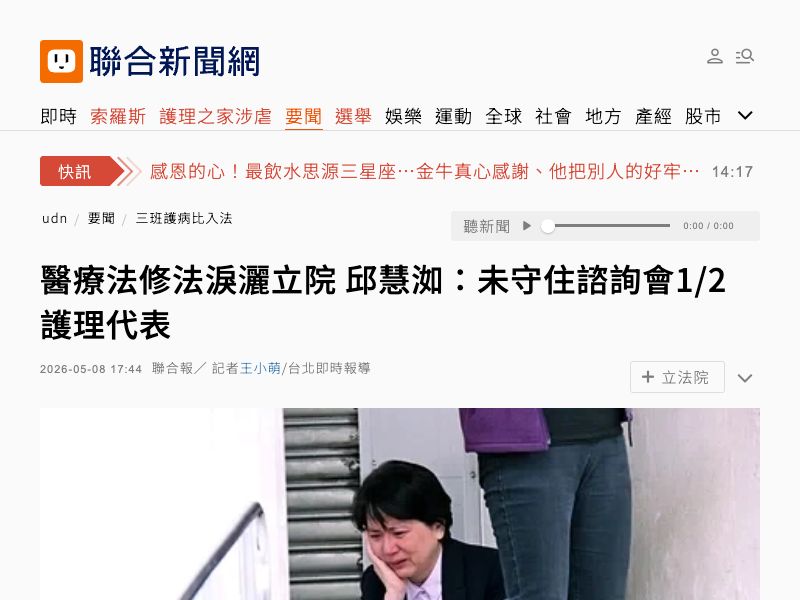 聯合新聞網
即時 索羅斯 護理之家涉虐 要聞 選舉 娛樂 運動 全球 社會 地方 產經 股市
快訊 感恩的心！最飲水思源三星座…金牛真心感謝、他把別人的好牢… 14:17
udn / 要聞 / 三班護病比入法
聽新聞 0:00 / 0:00
醫療法修法淚灑立院 邱慧洳：未守住諮詢會1/2
護理代表
2026-05-08 17:44 聯合報／ 記者王小萌/台北即時報導
+ 立法院